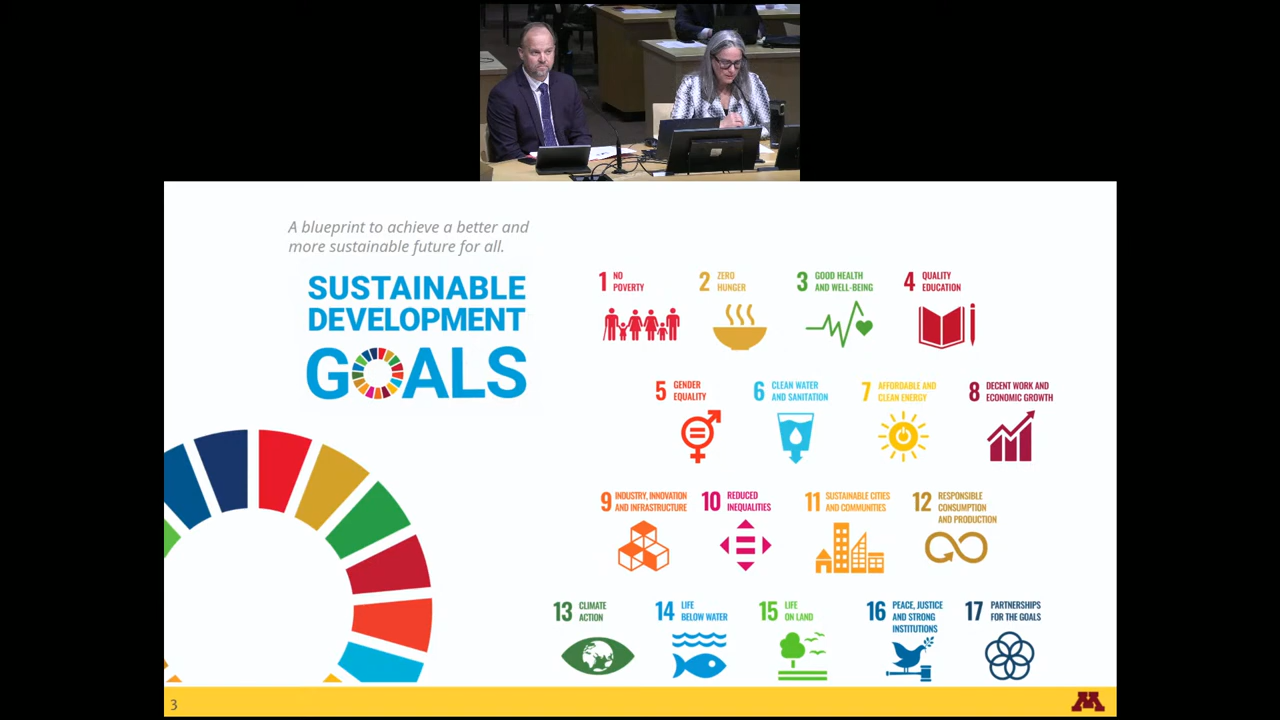 A blueprint to achieve a better and
more sustainable future for all.
SUSTAINABLE
DEVELOPMENT
GOALS
1 NO
POVERTY
2 ZERO
HUNGER
3 GOOD HEALTH
AND WELL-BEING
4 QUALITY
EDUCATION
5 GENDER
EQUALITY
6 CLEAN WATER
AND SANITATION
7 AFFORDABLE AND
CLEAN ENERGY
8 DECENT WORK AND
ECONOMIC GROWTH
9 INDUSTRY, INNOVATION
AND INFRASTRUCTURE
10 REDUCED
INEQUALITIES
11 SUSTAINABLE CITIES
AND COMMUNITIES
12 RESPONSIBLE
CONSUMPTION
AND PRODUCTION
13 CLIMATE
ACTION
14 LIFE
BELOW WATER
15 LIFE
ON LAND
16 PEACE, JUSTICE
AND STRONG
INSTITUTIONS
17 PARTNERSHIPS
FOR THE GOALS
3
M